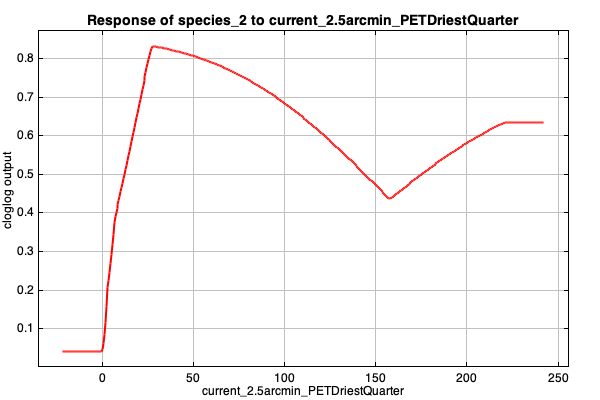 Response of species_2 to current_2.5arcmin_PETDriestQuarter
cloglog output
0.8
0.7
0.6
0.5
0.4
0.3
0.2
0.1
0 50 100 150 200 250
current_2.5arcmin_PETDriestQuarter